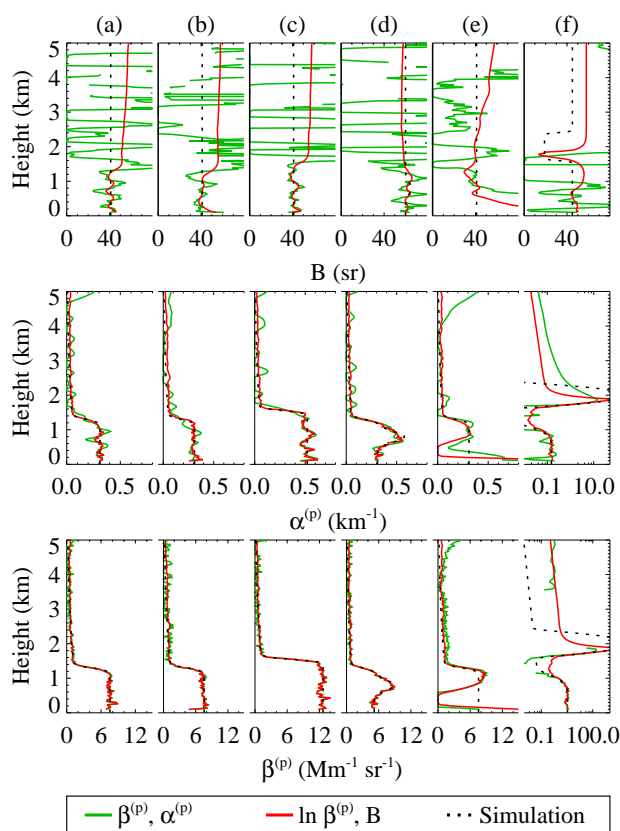 (a) (b) (c) (d) (e) (f)
5
4
3
2
1
0
Height (km)
0 40 0 40 0 40 0 40 0 40 0 40
B (sr)
5
4
3
2
1
0
Height (km)
0.0 0.5 0.0 0.5 0.0 0.5 0.0 0.5 0.0 0.5 0.1 10.0
α(p) (km-1)
5
4
3
2
1
0
Height (km)
0 6 12 0 6 12 0 6 12 0 6 12 0 6 12 0.1 100.0
β(p) (Mm-1 sr-1)
β(p), α(p) ln β(p), B Simulation